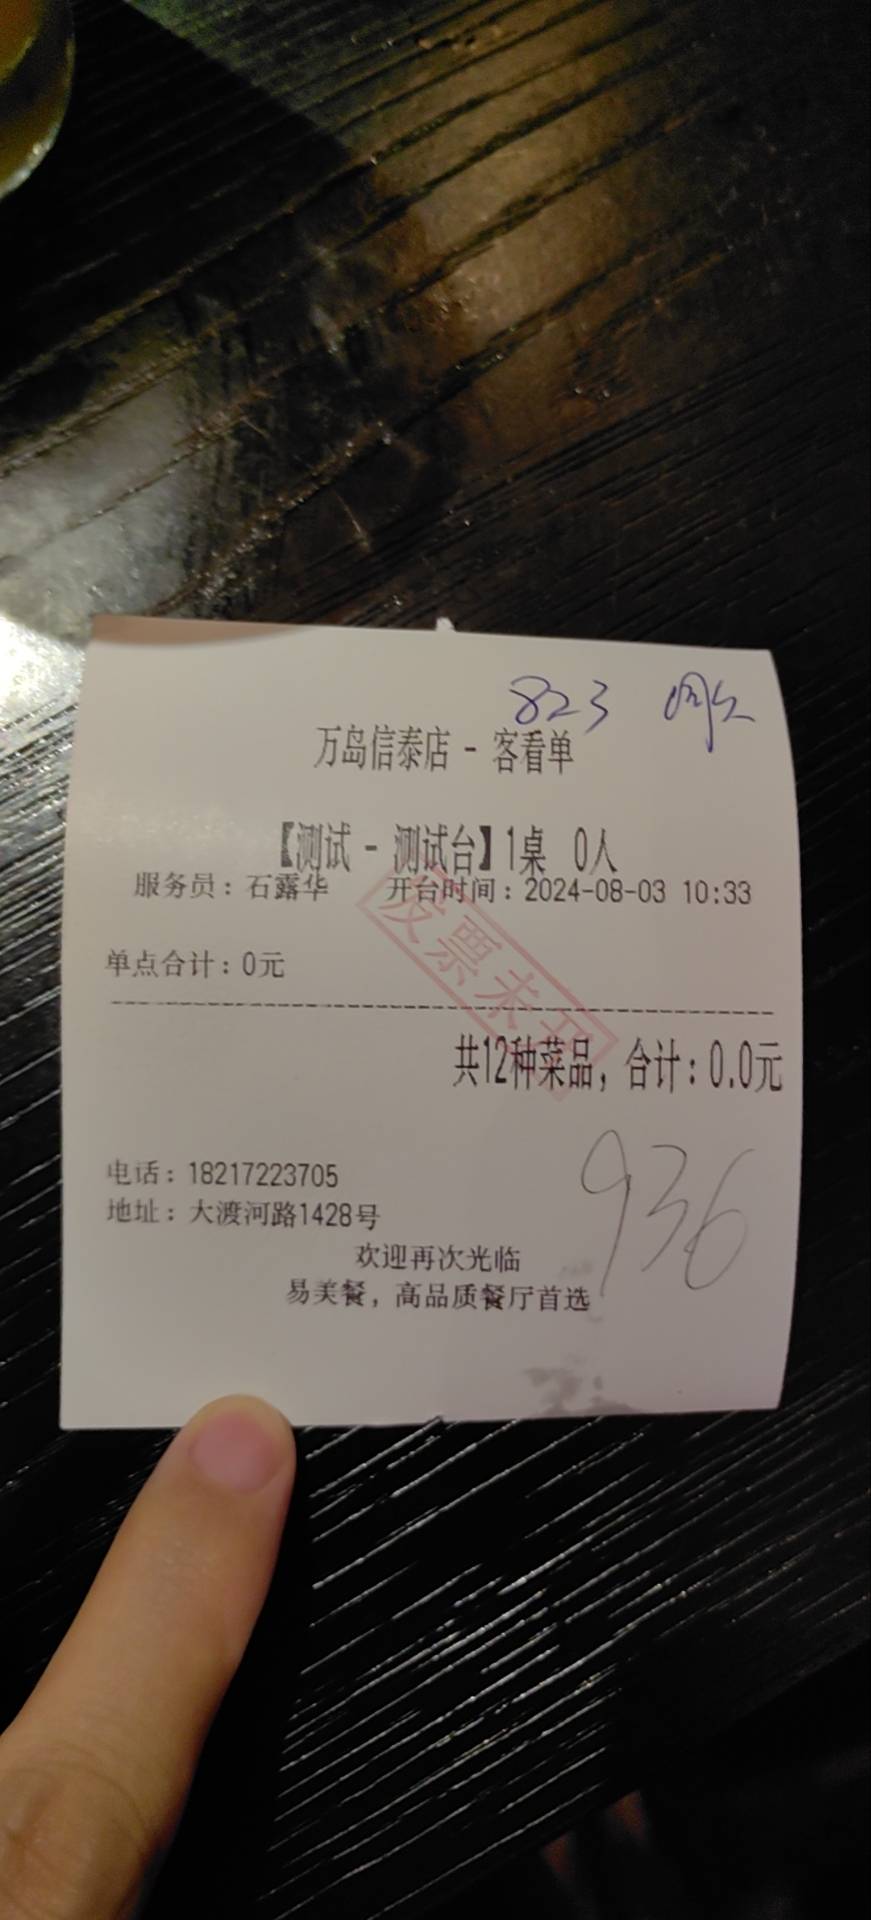 823
万岛信泰店 - 客看单
【测试 - 测试台】1桌 0人
服务员：石露华 开台时间：2024-08-03 10:33
发票未开
单点合计：0元
共12种菜品，合计：0.0元
936
电话：18217223705
地址：大渡河路1428号
欢迎再次光临
易美餐，高品质餐厅首选